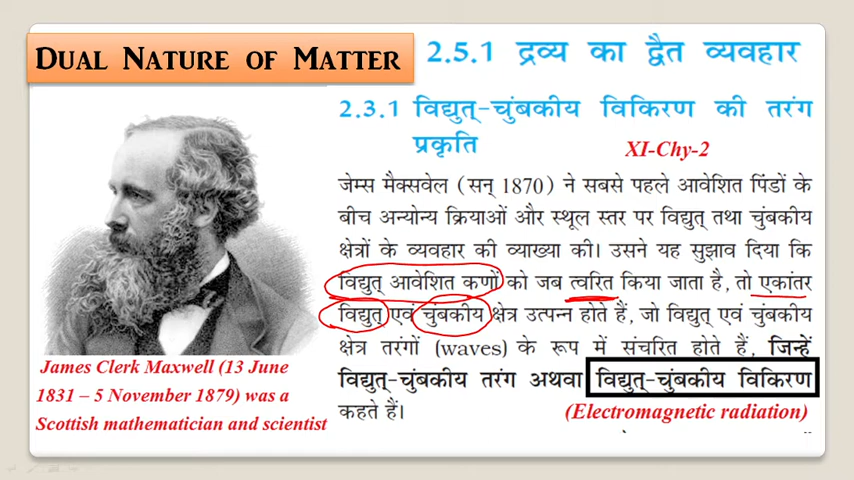 DUAL NATURE OF MATTER
2.5.1 द्रव्य का द्वैत व्यवहार
2.3.1 विद्युत्-चुंबकीय विकिरण की तरंग
प्रकृति
XI-Chy-2
जेम्स मैक्सवेल (सन् 1870) ने सबसे पहले आवेशित पिंडों के
बीच अन्योन्य क्रियाओं और स्थूल स्तर पर विद्युत् तथा चुंबकीय
क्षेत्रों के व्यवहार की व्याख्या की। उसने यह सुझाव दिया कि
विद्युत् आवेशित कणों को जब त्वरित किया जाता है, तो एकांतर
विद्युत् एवं चुंबकीय क्षेत्र उत्पन्न होते हैं, जो विद्युत् एवं चुंबकीय
क्षेत्र तरंगों (waves) के रूप में संचरित होते हैं, जिन्हें
विद्युत्-चुंबकीय तरंग अथवा विद्युत्-चुंबकीय विकिरण
कहते हैं।
(Electromagnetic radiation)
James Clerk Maxwell (13 June
1831 – 5 November 1879) was a
Scottish mathematician and scientist